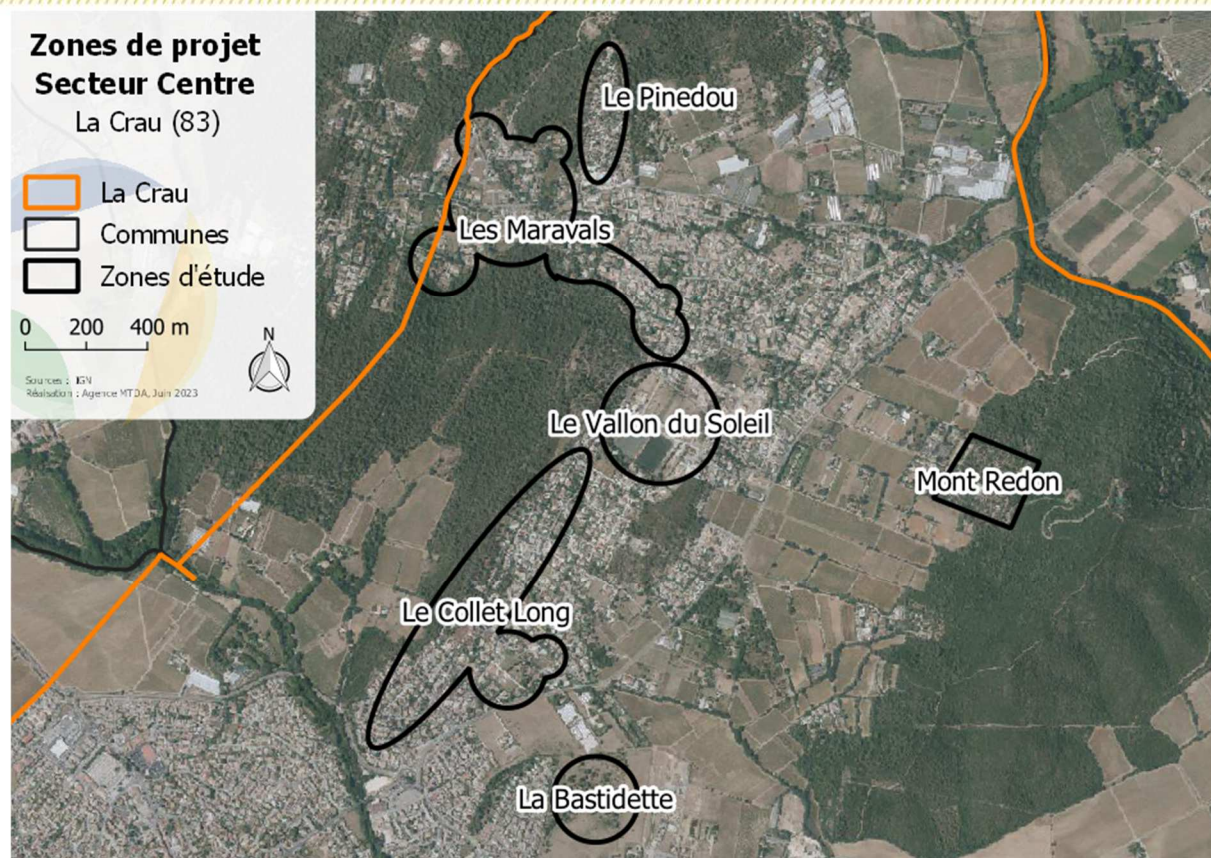 Zones de projet
Secteur Centre
La Crau (83)
La Crau
Communes
Zones d'étude
0 200 400 m
N
Sources : IGN
Réalisation : Agence MTDA, Juin 2023
Le Pinedou
Les Maravals
Le Vallon du Soleil
Mont Redon
Le Collet Long
La Bastidette